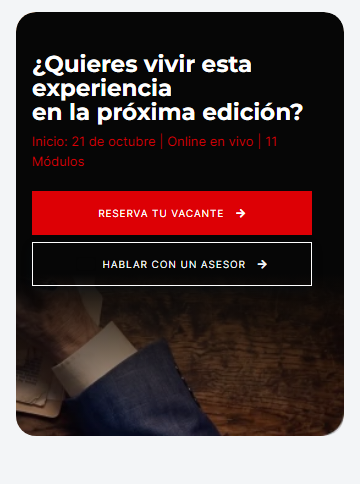 ¿Quieres vivir esta
experiencia
en la próxima edición?
Inicio: 21 de octubre | Online en vivo | 11
Módulos
RESERVA TU VACANTE →
HABLAR CON UN ASESOR →